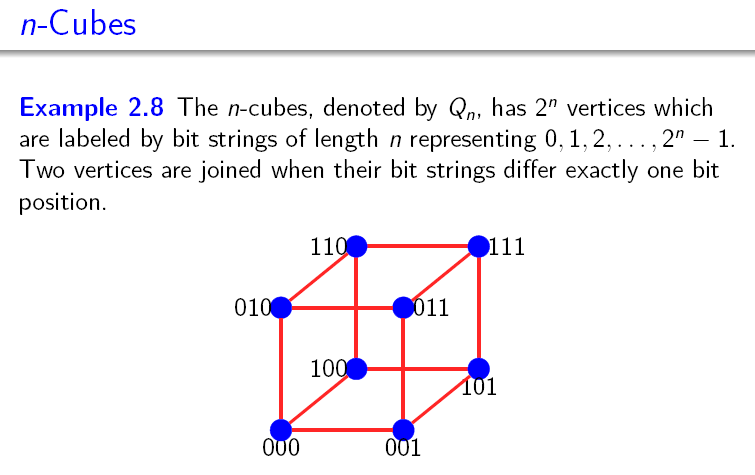 n-Cubes
Example 2.8 The n-cubes, denoted by Qₙ, has 2ⁿ vertices which
are labeled by bit strings of length n representing 0, 1, 2, . . . , 2ⁿ − 1.
Two vertices are joined when their bit strings differ exactly one bit
position.
110 111
010 011
100
101
000 001